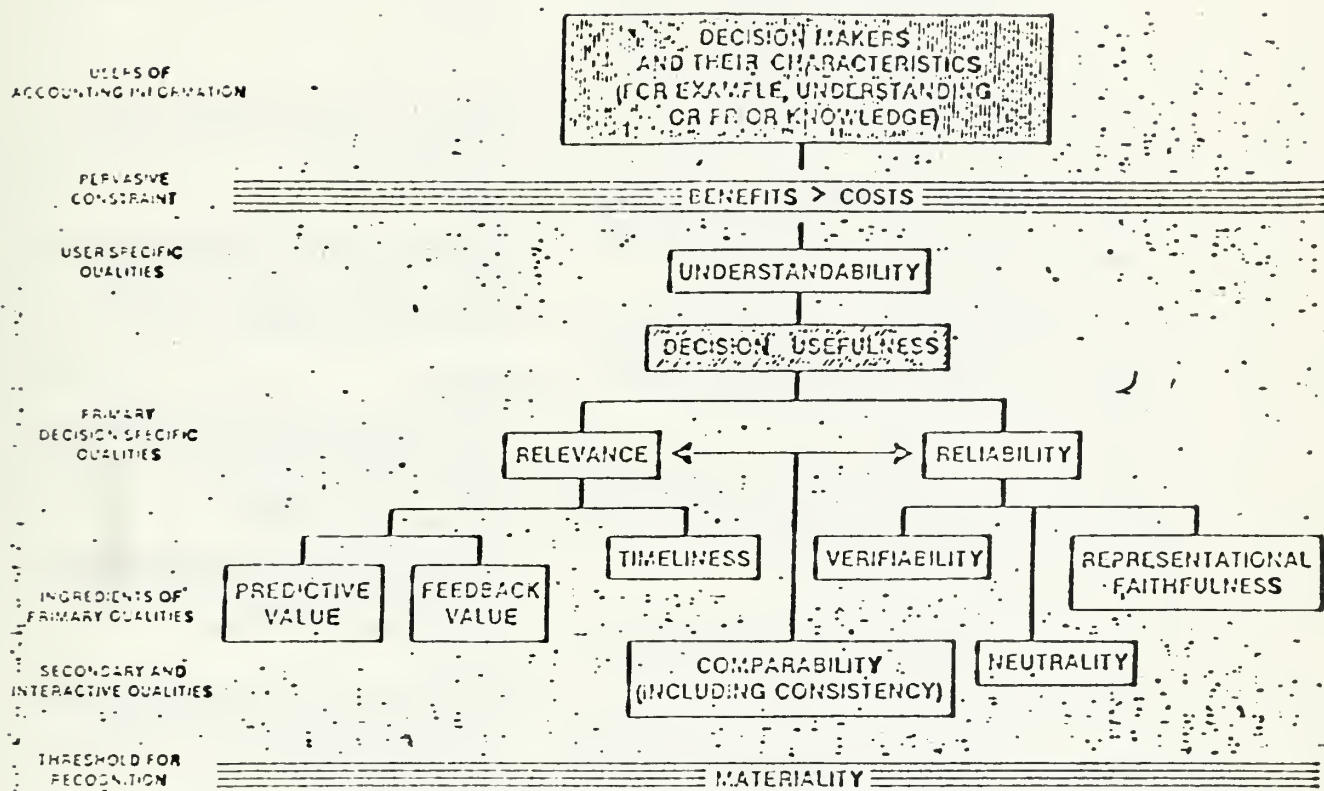 DECISION MAKERS
AND THEIR CHARACTERISTICS
(FOR EXAMPLE, UNDERSTANDING
OR PRIOR KNOWLEDGE)
USERS OF
ACCOUNTING INFORMATION
PERVASIVE
CONSTRAINT
BENEFITS > COSTS
USER SPECIFIC
QUALITIES
UNDERSTANDABILITY
DECISION USEFULNESS
PRIMARY
DECISION SPECIFIC
QUALITIES
RELEVANCE
RELIABILITY
TIMELINESS
VERIFIABILITY
REPRESENTATIONAL
FAITHFULNESS
PREDICTIVE
VALUE
FEEDBACK
VALUE
INGREDIENTS OF
PRIMARY QUALITIES
SECONDARY AND
INTERACTIVE QUALITIES
COMPARABILITY
(INCLUDING CONSISTENCY)
NEUTRALITY
THRESHOLD FOR
RECOGNITION
MATERIALITY